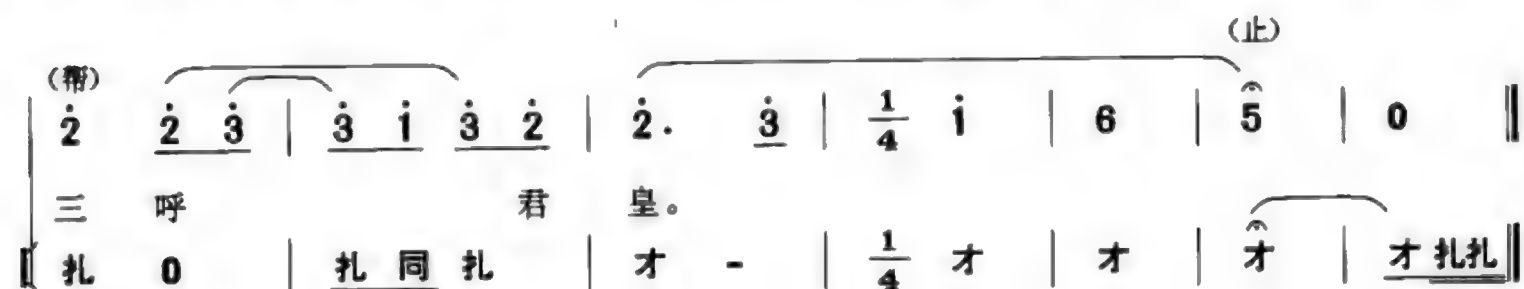 (止)
(帮)
2̇ 2̇ 3̇ | 3̇ 1̇ 3̇ 2̇ | 2̇. 3̇ | 1/4 1̇ | 6 | 5 | 0 ‖
三 呼 君 皇。
扎 0 | 扎 同 扎 | 才 - | 1/4 才 | 才 | 才 | 才 扎扎 ‖